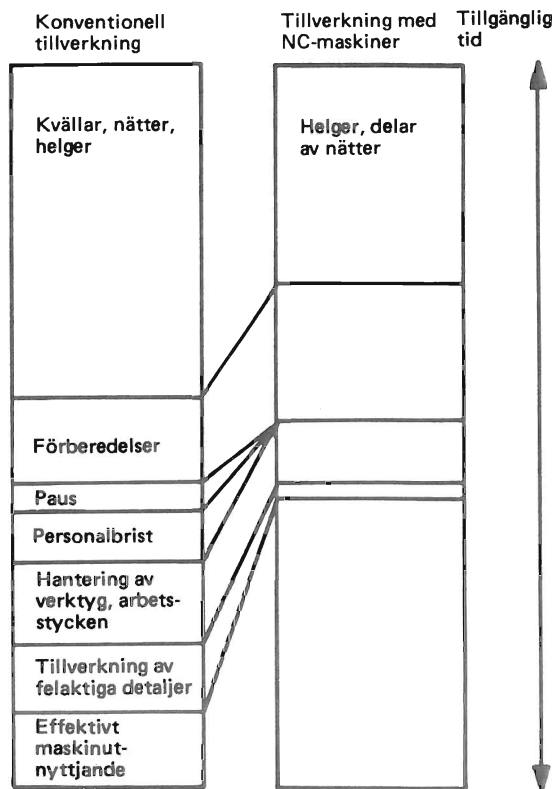 Konventionell
tillverkning
Tillverkning med
NC-maskiner
Tillgänglig
tid
Kvällar, nätter,
helger
Helger, delar
av nätter
Förberedelser
Paus
Personalbrist
Hantering av
verktyg, arbets-
stycken
Tillverkning av
felaktiga detaljer
Effektivt
maskinut-
nyttjande